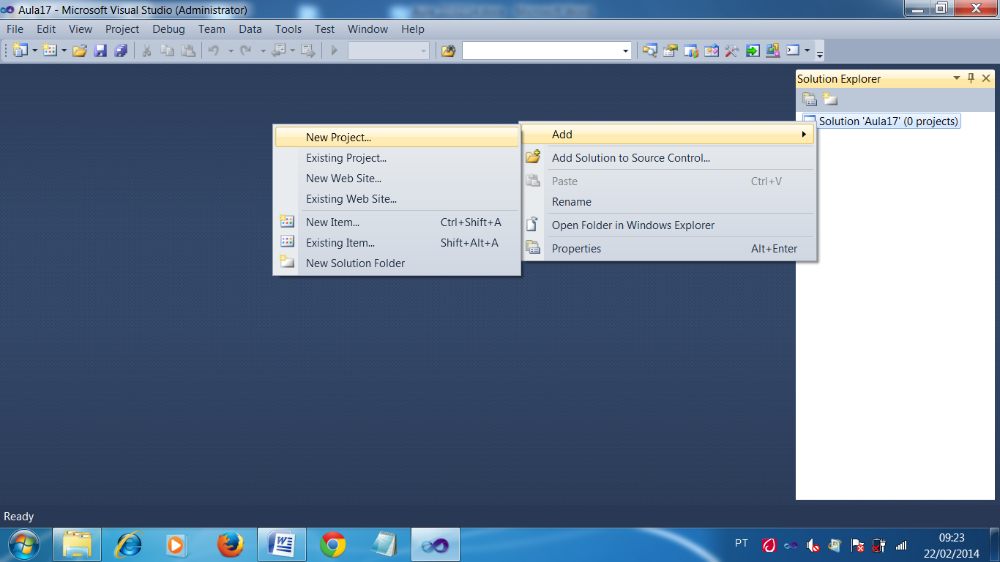 Aula17 - Microsoft Visual Studio (Administrator)
File Edit View Project Debug Team Data Tools Test Window Help
Solution Explorer
Solution 'Aula17' (0 projects)
Add
Add Solution to Source Control...
Paste Ctrl+V
Rename
Open Folder in Windows Explorer
Properties Alt+Enter
New Project...
Existing Project...
New Web Site...
Existing Web Site...
New Item... Ctrl+Shift+A
Existing Item... Shift+Alt+A
New Solution Folder
Ready
PT
09:23
22/02/2014